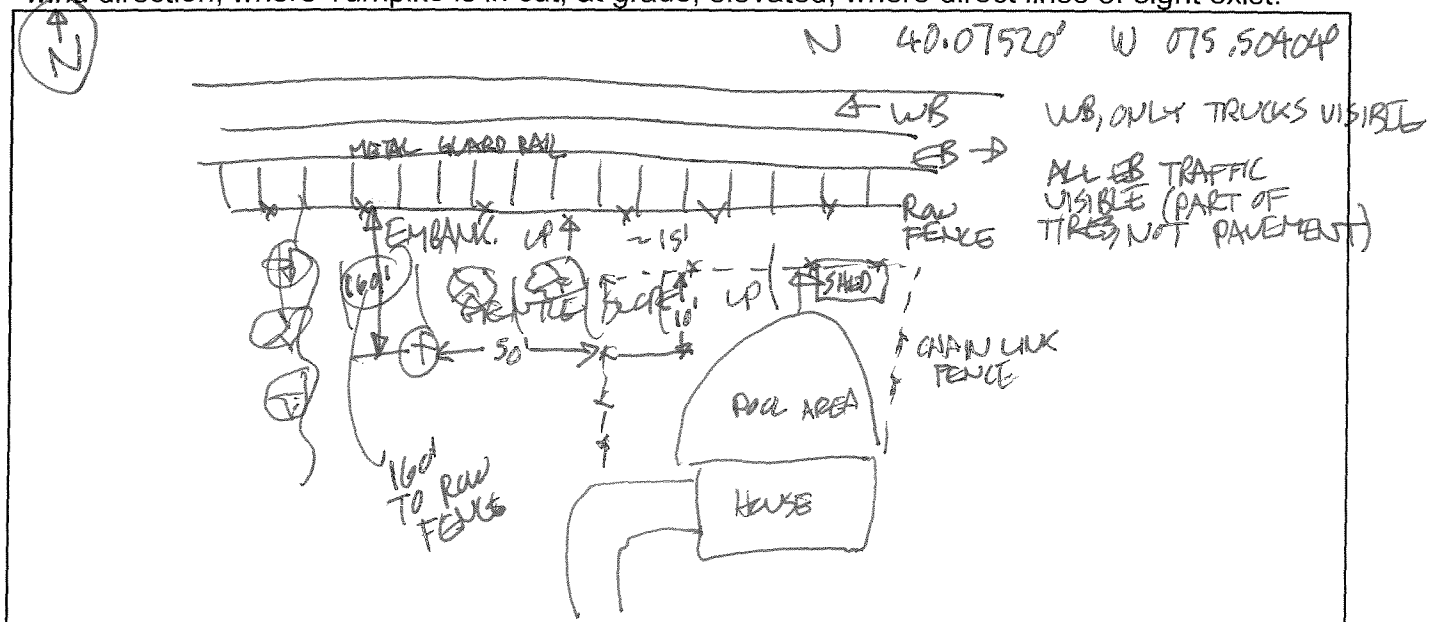 wind direction, where Turnpike is in cut, at-grade, elevated, where direct lines of sight exist.
N
N 40.07520° W 075.50404°
← WB
WB, ONLY TRUCKS VISIBLE
METAL GUARD RAIL
EB →
ALL EB TRAFFIC
VISIBLE (PART OF
TIRES, NOT PAVEMENT)
ROW
FENCE
EMBANK. UP ↑
~15'
160'
GENTLE SLOPE
UP
SHED
10'
50'
CHAIN LINK
FENCE
POOL AREA
160'
TO ROW
FENCE
HOUSE